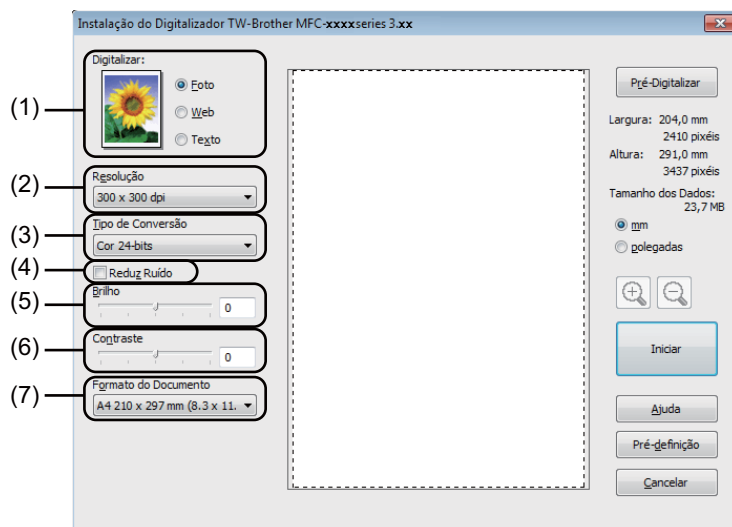 Instalação do Digitalizador TW-Brother MFC-xxxxseries 3.xx
(1)
Digitalizar:
Foto
Web
Texto
(2)
Resolução
300 x 300 dpi
(3)
Tipo de Conversão
Cor 24-bits
(4)
Reduz Ruído
(5)
Brilho
0
(6)
Contraste
0
(7)
Formato do Documento
A4 210 x 297 mm (8.3 x 11.
Pré-Digitalizar
Largura: 204,0 mm
2410 pixéis
Altura: 291,0 mm
3437 pixéis
Tamanho dos Dados:
23,7 MB
mm
polegadas
Iniciar
Ajuda
Pré-definição
Cancelar